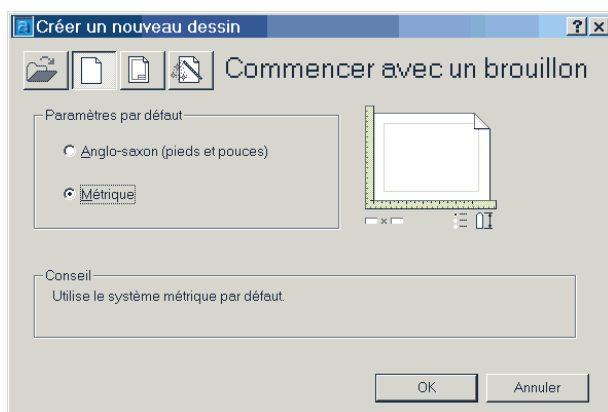 Créer un nouveau dessin
Commencer avec un brouillon
Paramètres par défaut
Anglo-saxon (pieds et pouces)
Métrique
Conseil
Utilise le système métrique par défaut.
OK
Annuler